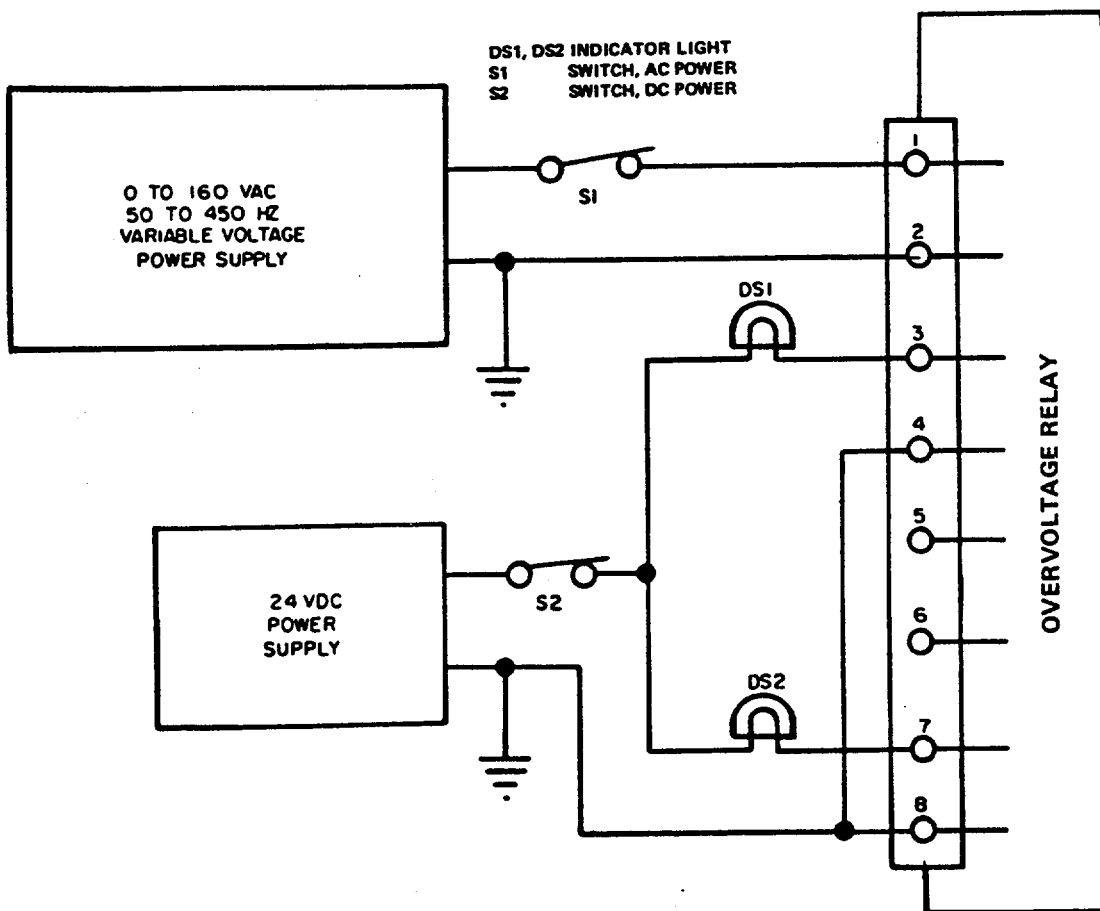 DS1, DS2 INDICATOR LIGHT
S1 SWITCH, AC POWER
S2 SWITCH, DC POWER
0 TO 160 VAC
50 TO 450 HZ
VARIABLE VOLTAGE
POWER SUPPLY
S1
1
2
DS1
3
4
5
6
OVERVOLTAGE RELAY
24 VDC
POWER
SUPPLY
S2
DS2
7
8